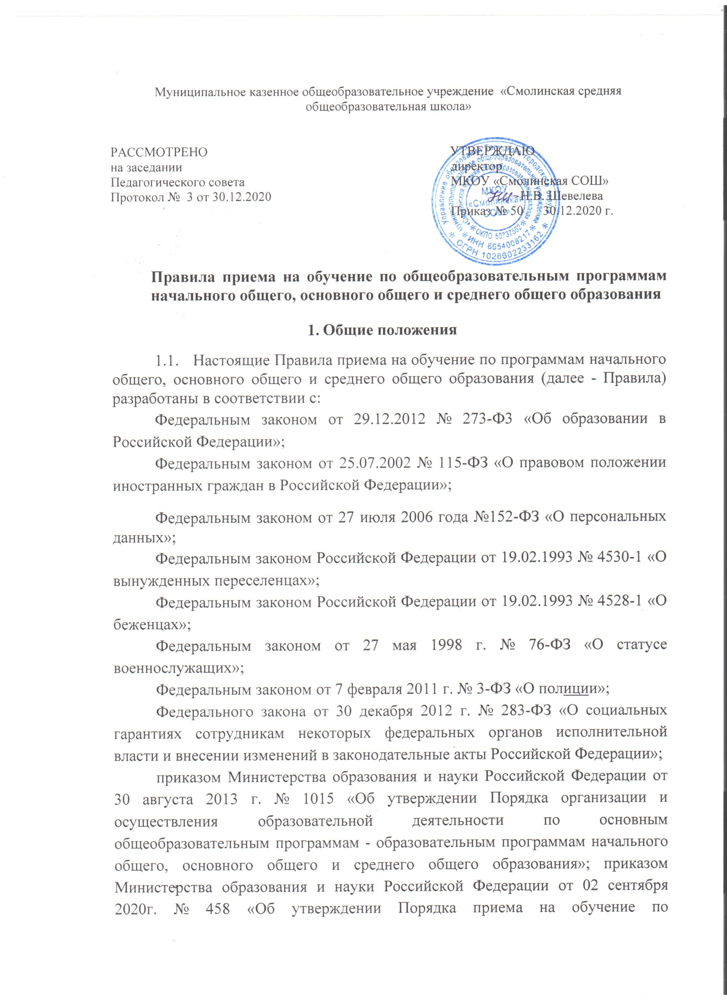 Муниципальное казенное общеобразовательное учреждение «Смолинская средняя
общеобразовательная школа»
РАССМОТРЕНО
на заседании
Педагогического совета
Протокол № 3 от 30.12.2020
УТВЕРЖДАЮ
директор
МКОУ «Смолинская СОШ»
Н.В. Шевелева
Приказ № 50 30.12.2020 г.
МКОУ
«Смолинская
СОШ»
ОКПО 50737562
ИНН 6654008217
ОГРН 1026602233162
Правила приема на обучение по общеобразовательным программам
начального общего, основного общего и среднего общего образования
1. Общие положения
1.1. Настоящие Правила приема на обучение по программам начального
общего, основного общего и среднего общего образования (далее - Правила)
разработаны в соответствии с:
Федеральным законом от 29.12.2012 № 273-ФЗ «Об образовании в
Российской Федерации»;
Федеральным законом от 25.07.2002 № 115-ФЗ «О правовом положении
иностранных граждан в Российской Федерации»;
Федеральным законом от 27 июля 2006 года №152-ФЗ «О персональных
данных»;
Федеральным законом Российской Федерации от 19.02.1993 № 4530-1 «О
вынужденных переселенцах»;
Федеральным законом Российской Федерации от 19.02.1993 № 4528-1 «О
беженцах»;
Федеральным законом от 27 мая 1998 г. № 76-ФЗ «О статусе
военнослужащих»;
Федеральным законом от 7 февраля 2011 г. № 3-ФЗ «О полиции»;
Федерального закона от 30 декабря 2012 г. № 283-ФЗ «О социальных
гарантиях сотрудникам некоторых федеральных органов исполнительной
власти и внесении изменений в законодательные акты Российской Федерации»;
приказом Министерства образования и науки Российской Федерации от
30 августа 2013 г. № 1015 «Об утверждении Порядка организации и
осуществления образовательной деятельности по основным
общеобразовательным программам - образовательным программам начального
общего, основного общего и среднего общего образования»; приказом
Министерства образования и науки Российской Федерации от 02 сентября
2020г. № 458 «Об утверждении Порядка приема на обучение по